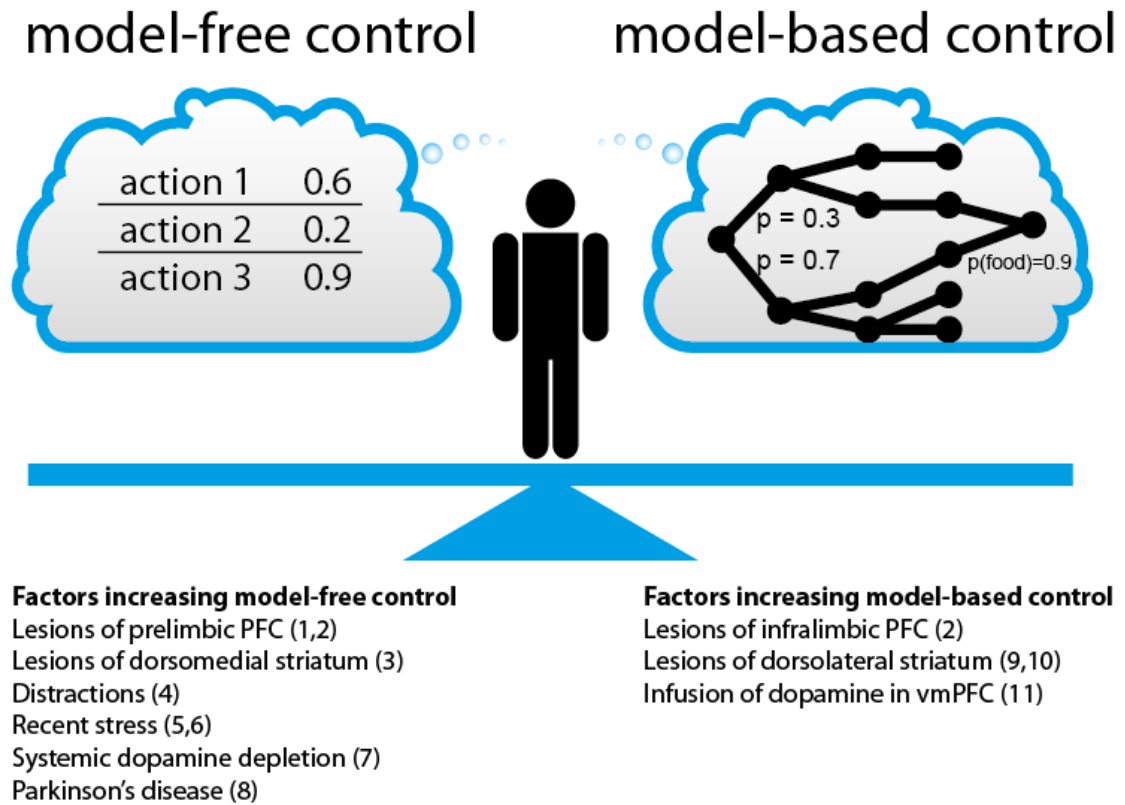 model-free control
model-based control
action 1 0.6
action 2 0.2
action 3 0.9
p = 0.3
p = 0.7
p(food)=0.9
Factors increasing model-free control
Lesions of prelimbic PFC (1,2)
Lesions of dorsomedial striatum (3)
Distractions (4)
Recent stress (5,6)
Systemic dopamine depletion (7)
Parkinson’s disease (8)
Factors increasing model-based control
Lesions of infralimbic PFC (2)
Lesions of dorsolateral striatum (9,10)
Infusion of dopamine in vmPFC (11)